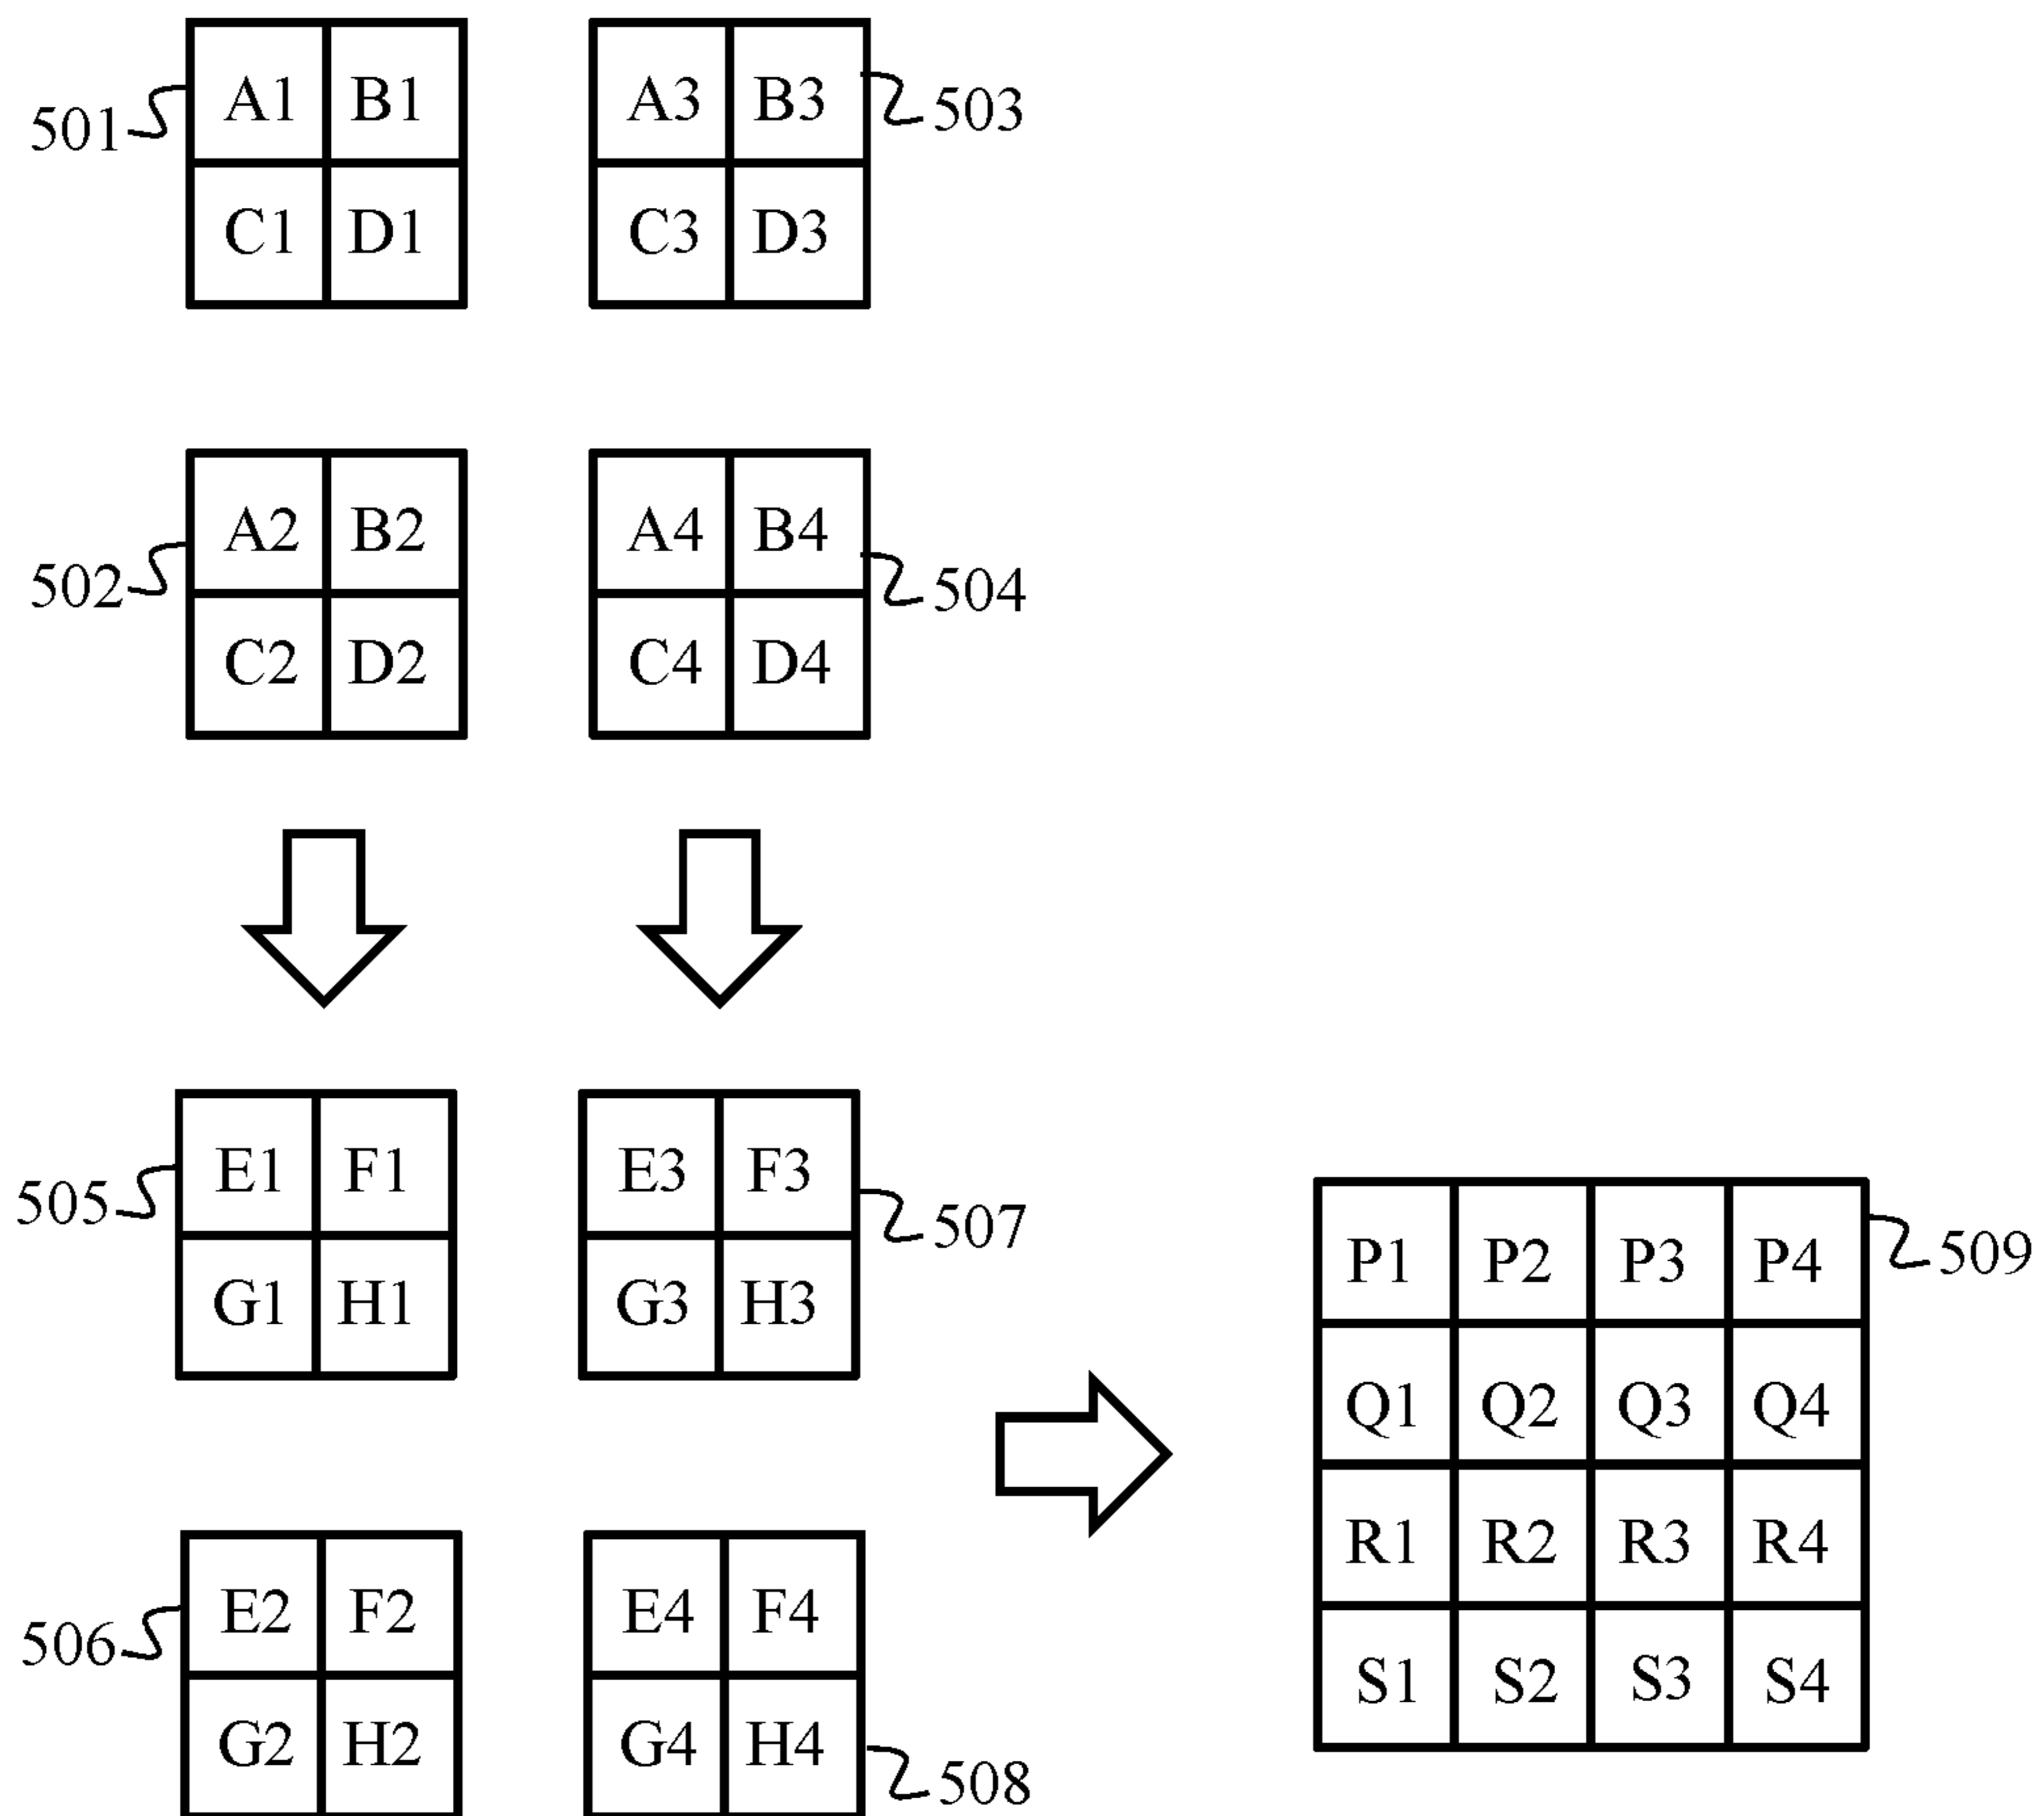 A1 B1 A3 B3
501 503
C1 D1 C3 D3
A2 B2 A4 B4
502 504
C2 D2 C4 D4
E1 F1 E3 F3
505 507
G1 H1 G3 H3
P1 P2 P3 P4
509
Q1 Q2 Q3 Q4
R1 R2 R3 R4
S1 S2 S3 S4
E2 F2 E4 F4
506
G2 H2 G4 H4
508